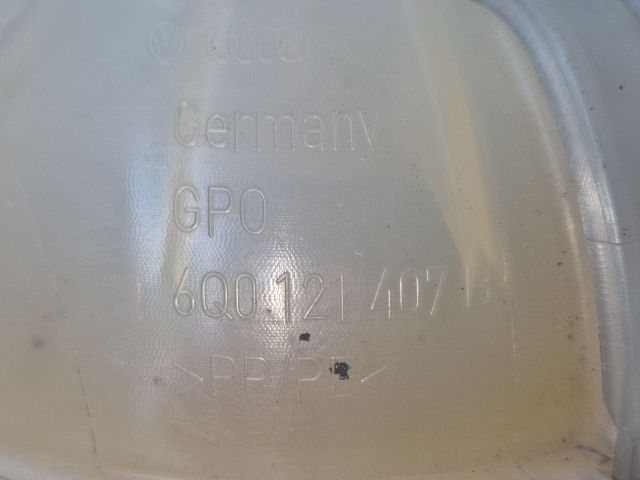 Germany
GPO
6Q0 121 407 B
>PP/PE<